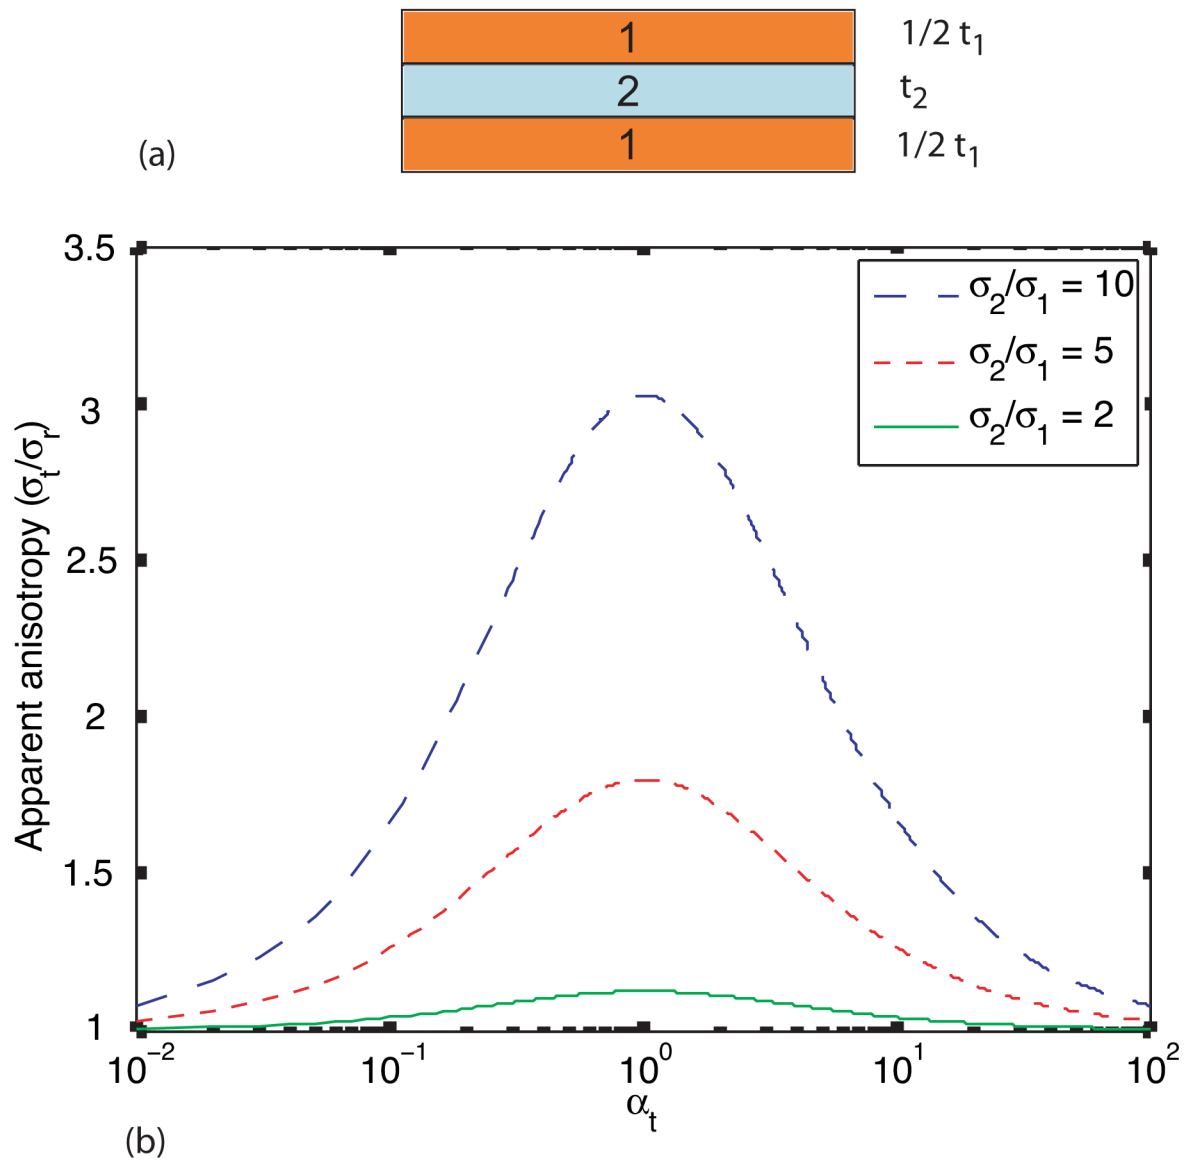 1
1/2 t₁
2
t₂
1
1/2 t₁
(a)
3.5
3
2.5
2
1.5
1
Apparent anisotropy (σₜ/σᵣ)
σ₂/σ₁ = 10
σ₂/σ₁ = 5
σ₂/σ₁ = 2
10⁻² 10⁻¹ 10⁰ 10¹ 10²
αₜ
(b)